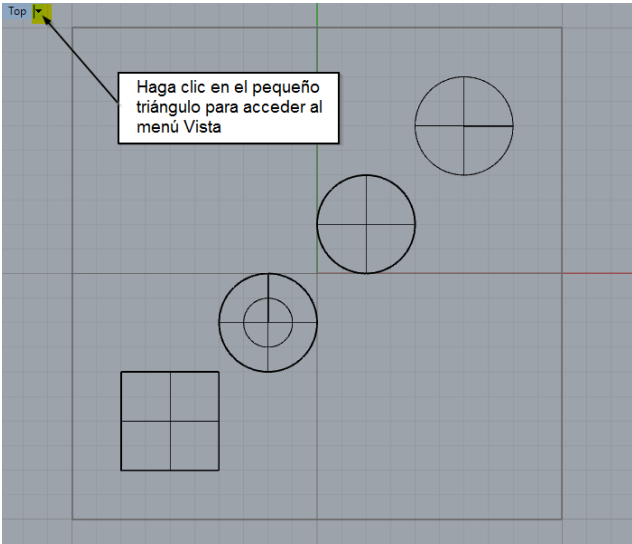 Top
Haga clic en el pequeño
triángulo para acceder al
menú Vista